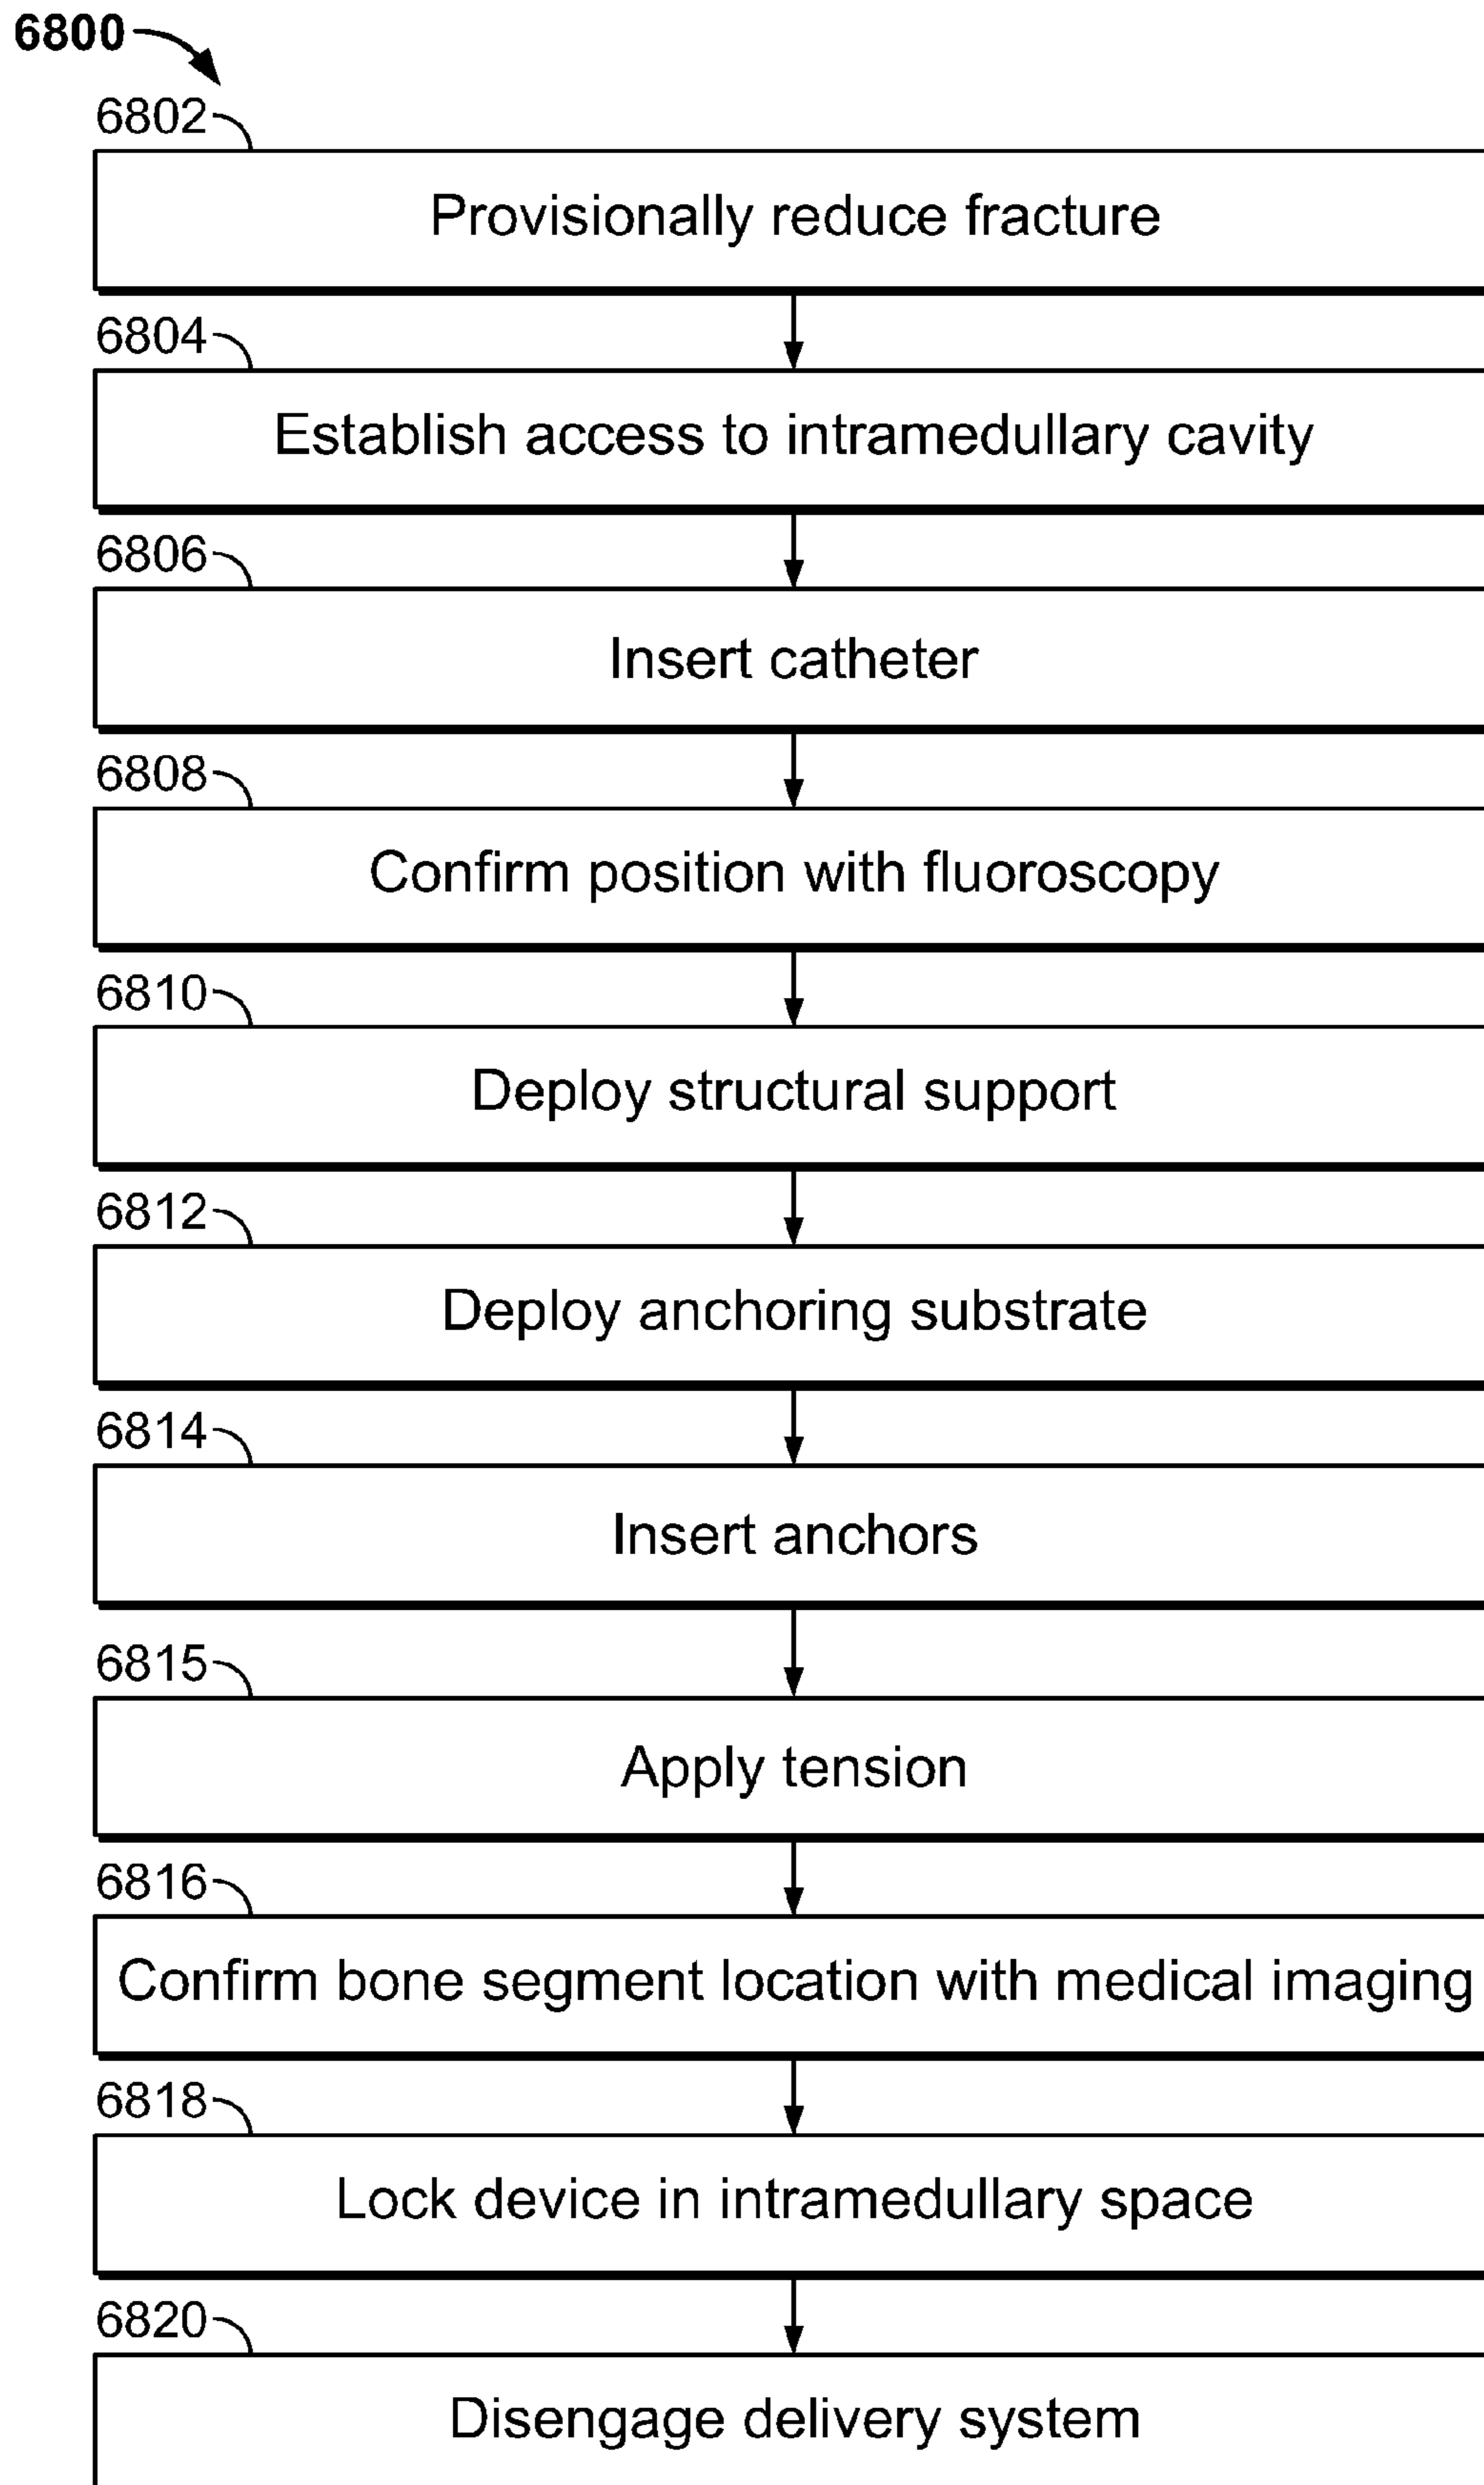 6800
6802
Provisionally reduce fracture
6804
Establish access to intramedullary cavity
6806
Insert catheter
6808
Confirm position with fluoroscopy
6810
Deploy structural support
6812
Deploy anchoring substrate
6814
Insert anchors
6815
Apply tension
6816
Confirm bone segment location with medical imaging
6818
Lock device in intramedullary space
6820
Disengage delivery system